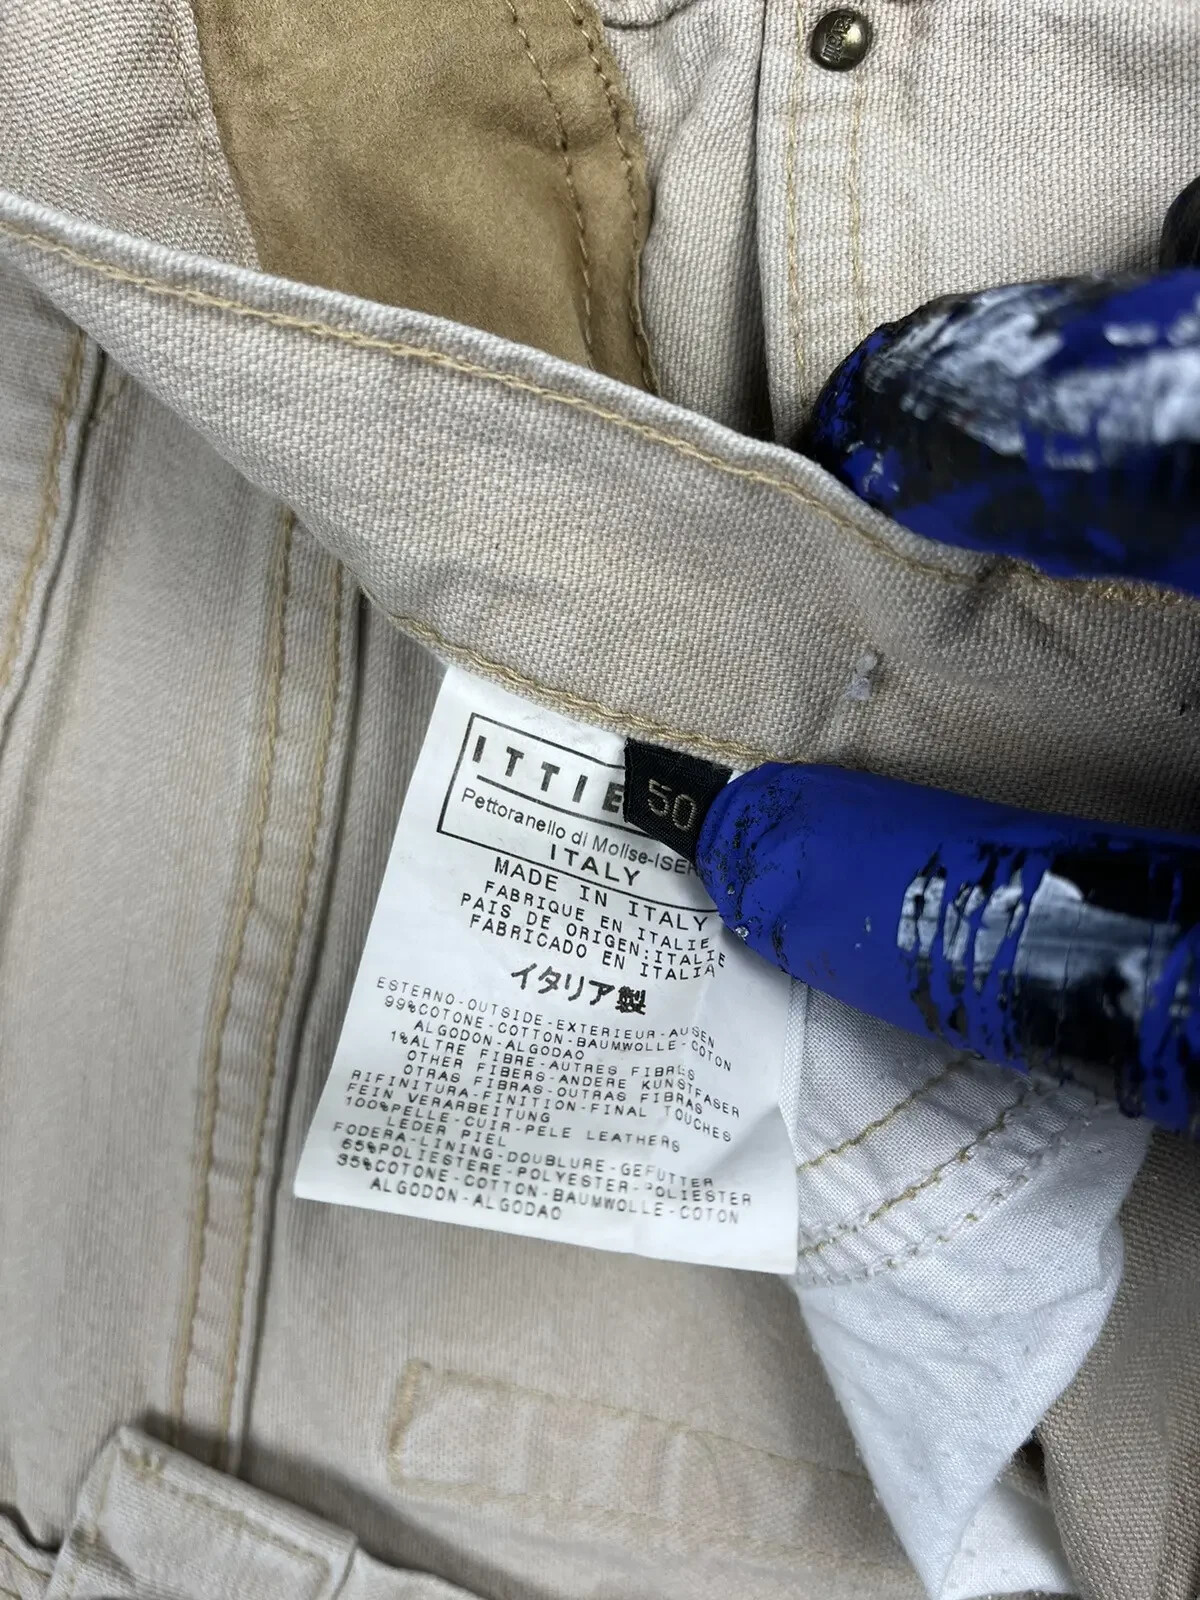 ITTIE
50
Pettoranello di Molise-ISER
ITALY
MADE IN ITALY
FABRIQUE EN ITALIE
PAIS DE ORIGEN:ITALIE
FABRICADO EN ITALIA
イタリア製
ESTERNO-OUTSIDE-EXTERIEUR-AUSEN
99%COTONE-COTTON-BAUMWOLLE-COTON
ALGODON-ALGODAO
1%ALTRE FIBRE-AUTRES FIBRES
OTHER FIBERS-ANDERE KUNSTFASER
OTRAS FIBRAS-OUTRAS FIBRAS
RIFINITURA-FINITION-FINAL TOUCHES
FEIN VERARBEITUNG
100%PELLE-CUIR-PELE LEATHERS
LEDER PIEL
FODERA-LINING-DOUBLURE-GEFUTTER
65%POLIESTERE-POLYESTER-POLIESTER
35%COTONE-COTTON-BAUMWOLLE-COTON
ALGODON-ALGODAO